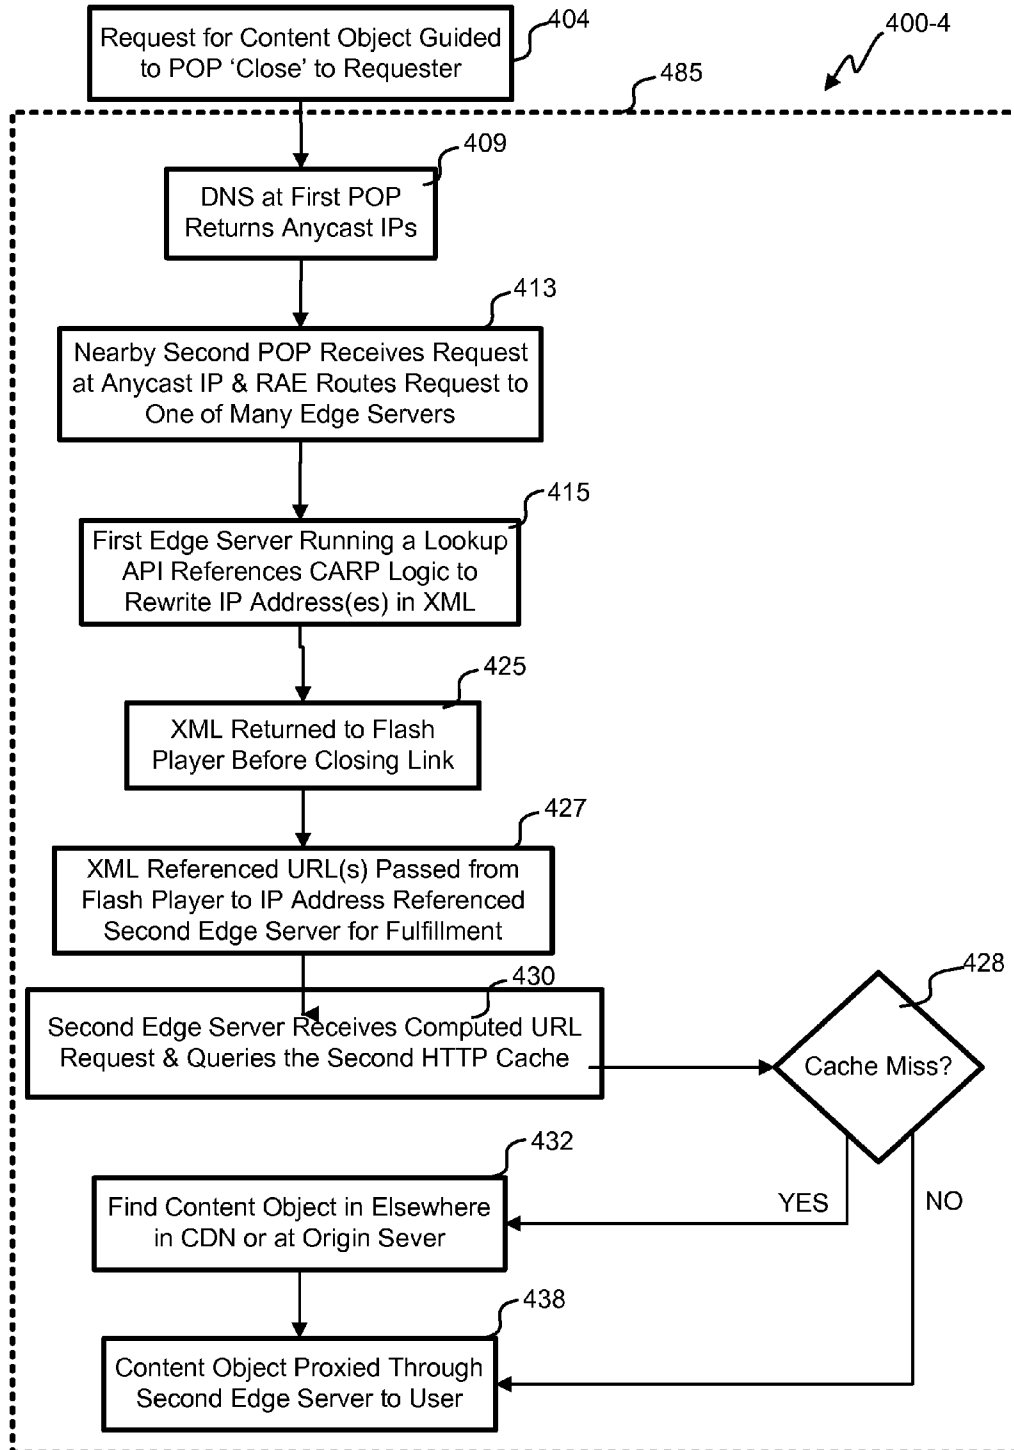 404
Request for Content Object Guided
to POP ‘Close’ to Requester
400-4
485
409
DNS at First POP
Returns Anycast IPs
413
Nearby Second POP Receives Request
at Anycast IP & RAE Routes Request to
One of Many Edge Servers
415
First Edge Server Running a Lookup
API References CARP Logic to
Rewrite IP Address(es) in XML
425
XML Returned to Flash
Player Before Closing Link
427
XML Referenced URL(s) Passed from
Flash Player to IP Address Referenced
Second Edge Server for Fulfillment
430
Second Edge Server Receives Computed URL
Request & Queries the Second HTTP Cache
428
Cache Miss?
YES
NO
432
Find Content Object in Elsewhere
in CDN or at Origin Sever
438
Content Object Proxied Through
Second Edge Server to User